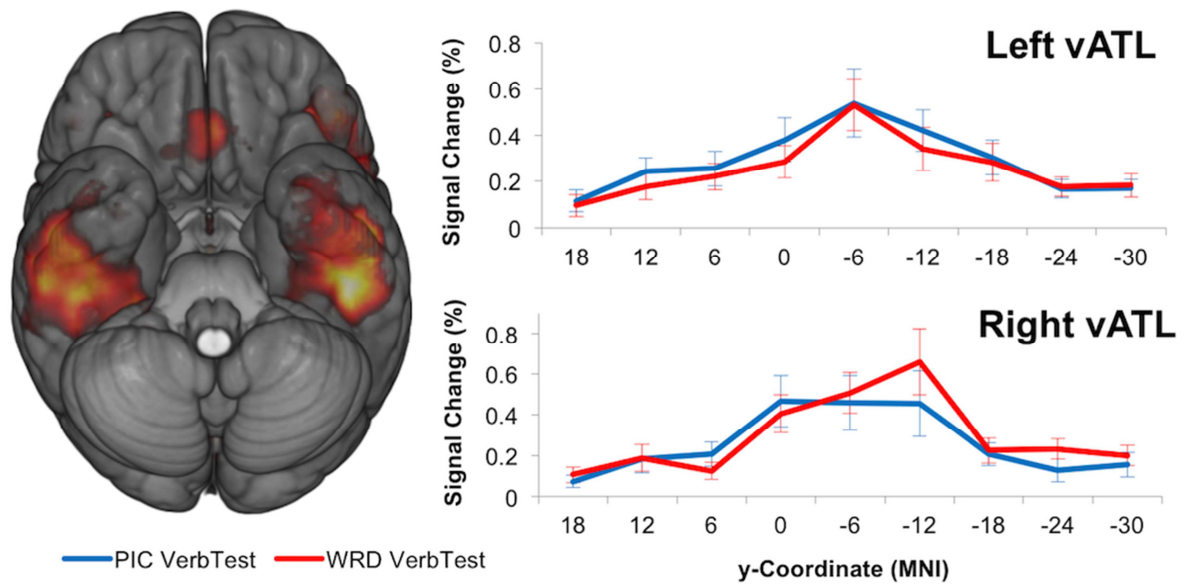 Left vATL
Signal Change (%)
0.8
0.6
0.4
0.2
0
18 12 6 0 -6 -12 -18 -24 -30
Right vATL
Signal Change (%)
0.8
0.6
0.4
0.2
0
18 12 6 0 -6 -12 -18 -24 -30
y-Coordinate (MNI)
PIC VerbTest WRD VerbTest